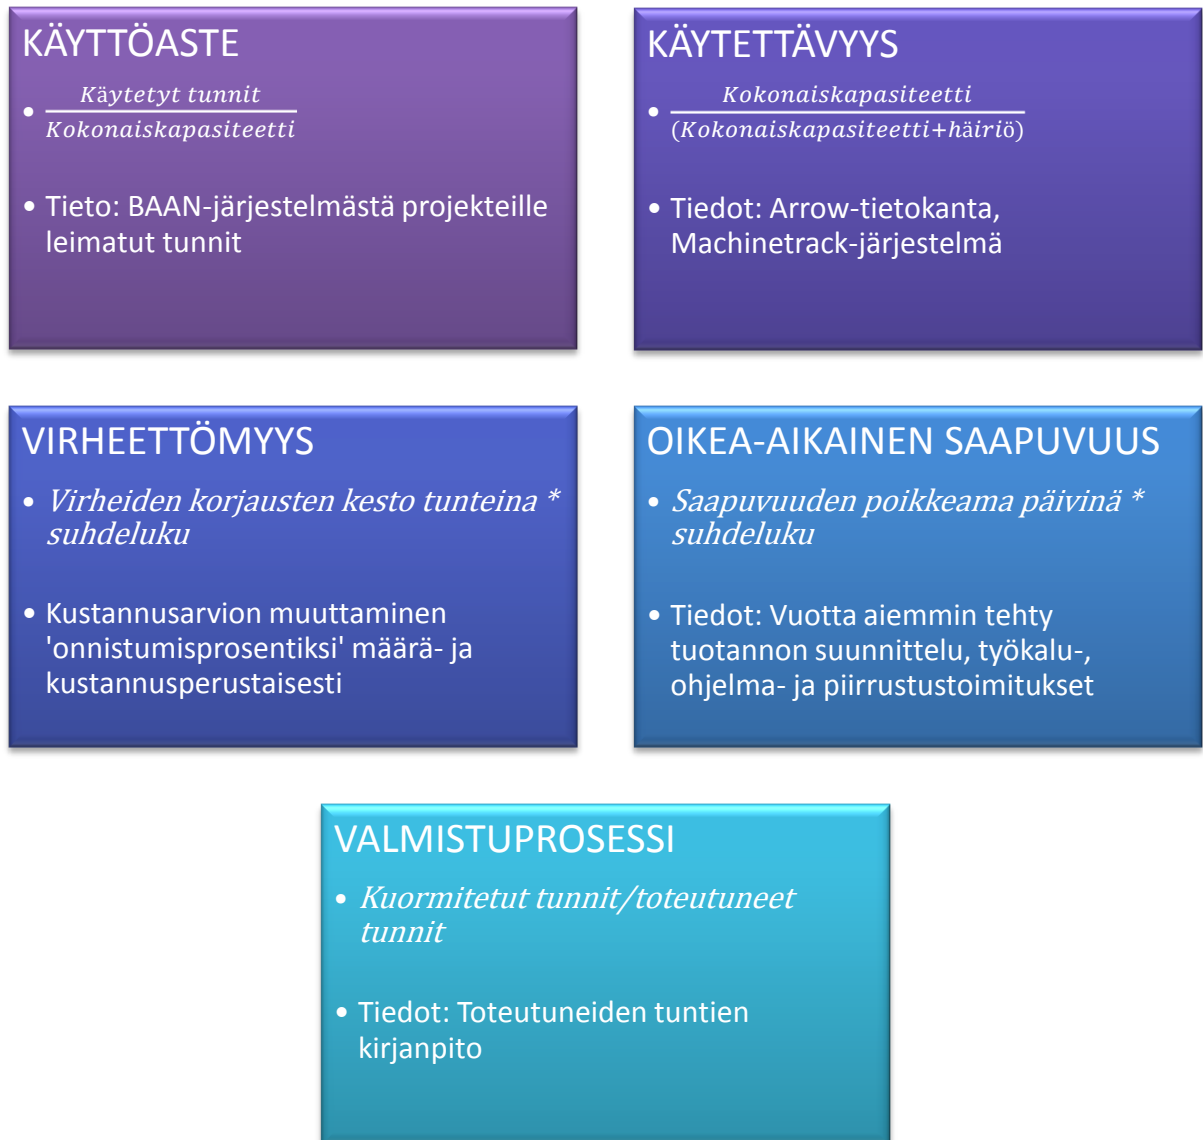 KÄYTTÖASTE
• Käytetyt tunnit
Kokonaiskapasiteetti
• Tieto: BAAN-järjestelmästä projekteille
leimatut tunnit
KÄYTETTÄVYYS
• Kokonaiskapasiteetti
(Kokonaiskapasiteetti+häiriö)
• Tiedot: Arrow-tietokanta,
Machinetrack-järjestelmä
VIRHEETTÖMYYS
• Virheiden korjausten kesto tunteina *
suhdeluku
• Kustannusarvion muuttaminen
'onnistumisprosentiksi' määrä- ja
kustannusperustaisesti
OIKEA-AIKAINEN SAAPUVUUS
• Saapuvuuden poikkeama päivinä *
suhdeluku
• Tiedot: Vuotta aiemmin tehty
tuotannon suunnittelu, työkalu-,
ohjelma- ja piirrustustoimitukset
VALMISTUPROSESSI
• Kuormitetut tunnit/toteutuneet
tunnit
• Tiedot: Toteutuneiden tuntien
kirjanpito